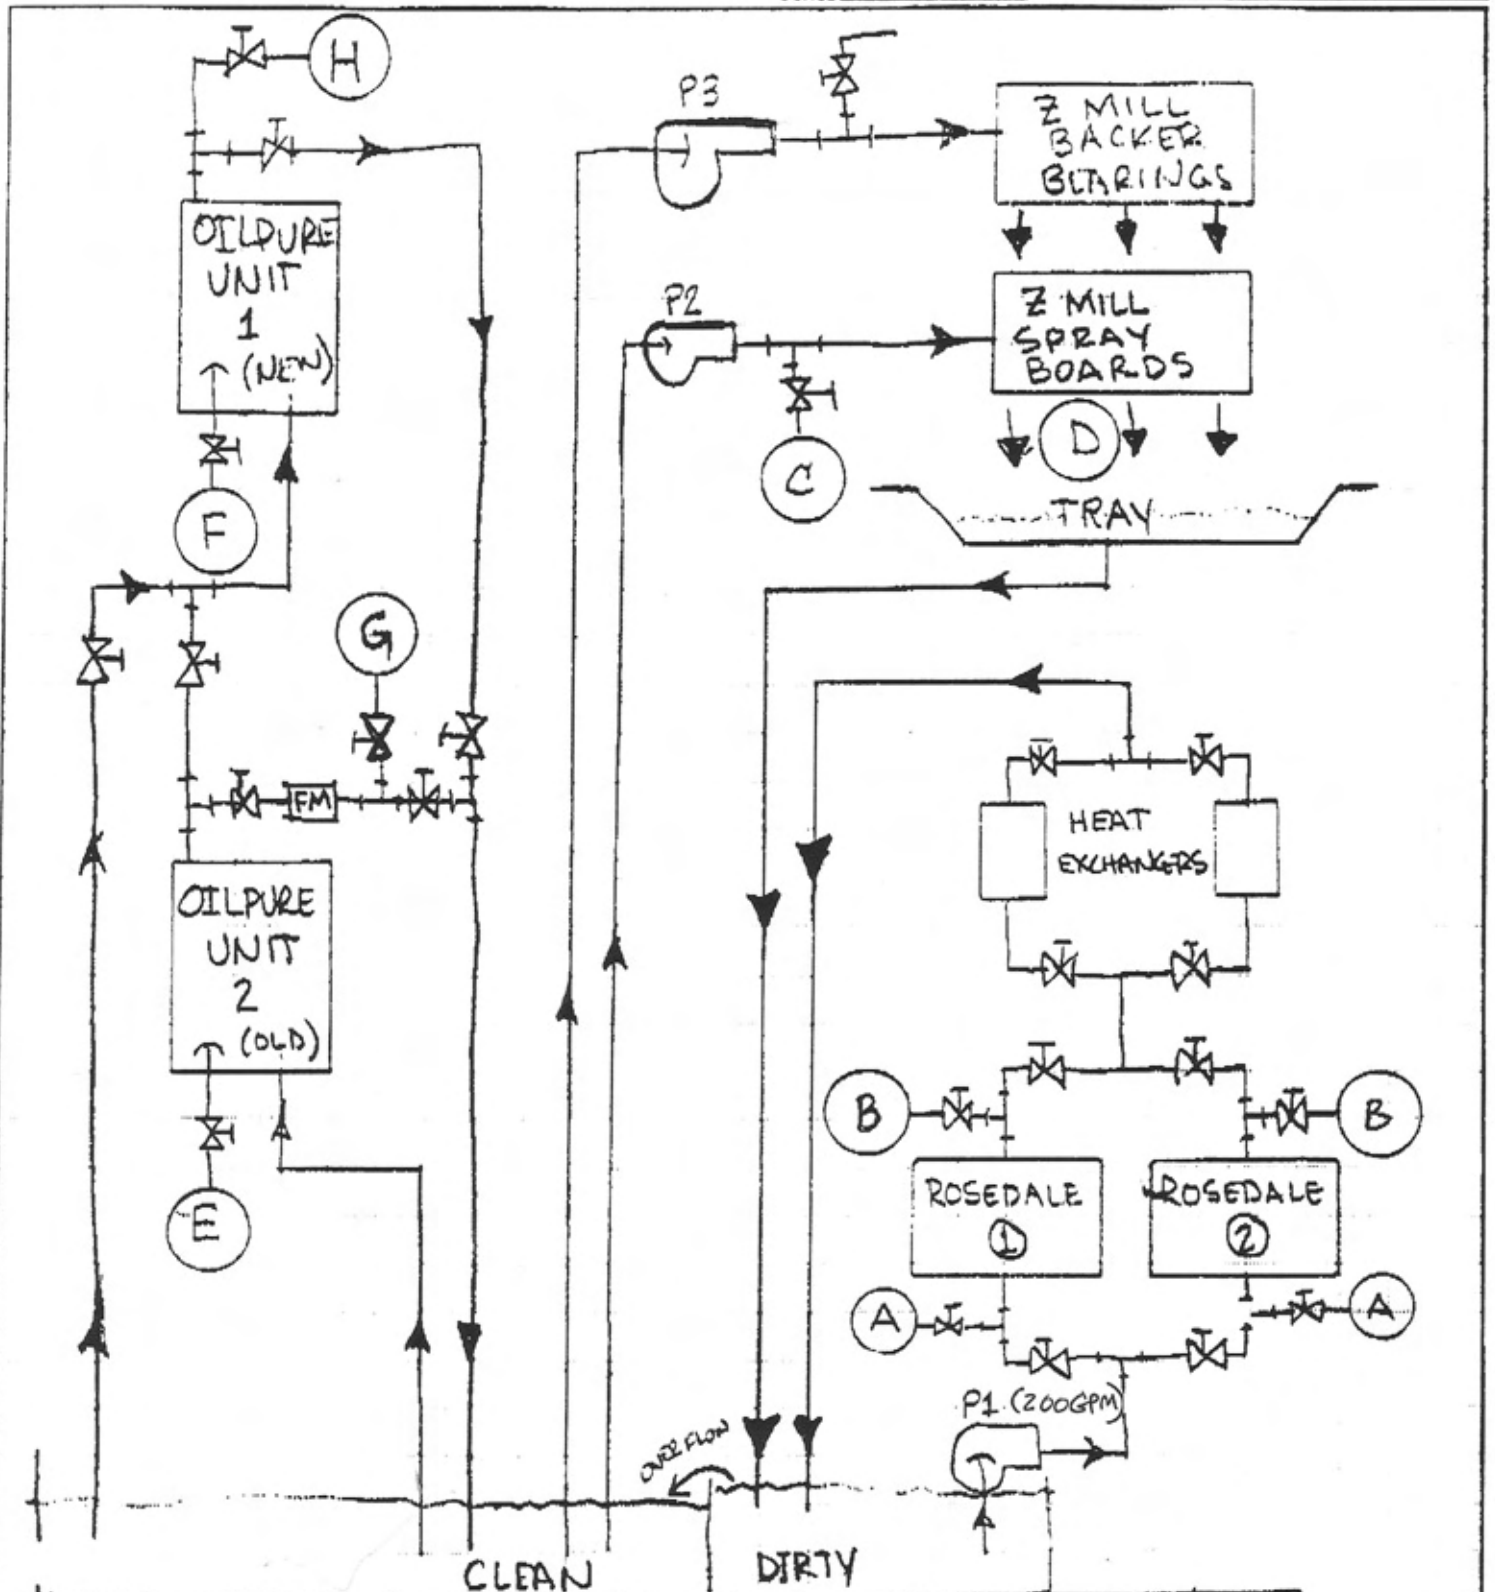 H
P3
Z MILL
BACKER
BEARINGS
OILPURE
UNIT
1
(NEW)
P2
Z MILL
SPRAY
BOARDS
C
D
F
TRAY
G
FM
HEAT
EXCHANGERS
OILPURE
UNIT
2
(OLD)
B
B
ROSEDALE
1
ROSEDALE
2
E
A
A
P1 (200GPM)
OVERFLOW
CLEAN
DIRTY